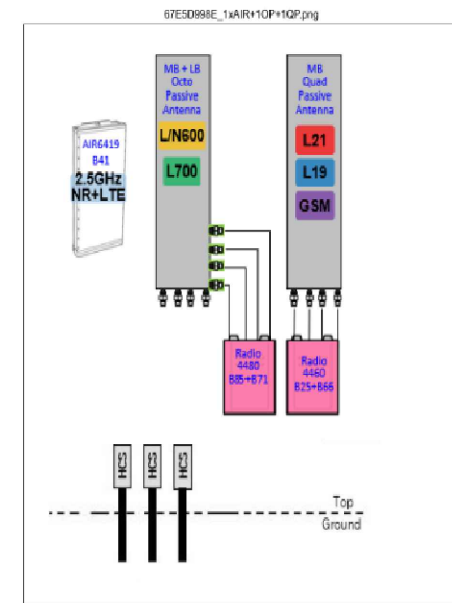 67E5D998E_1xAIR+1OP+1QP.png
MB + LB
Octo
Passive
Antenna
L/N600
L700
MB
Quad
Passive
Antenna
L21
L19
GSM
AIR6419
B41
2.5GHz
NR+LTE
Radio
4480
B85+B71
Radio
4460
B25+B66
HCS
HCS
HCS
Top
Ground